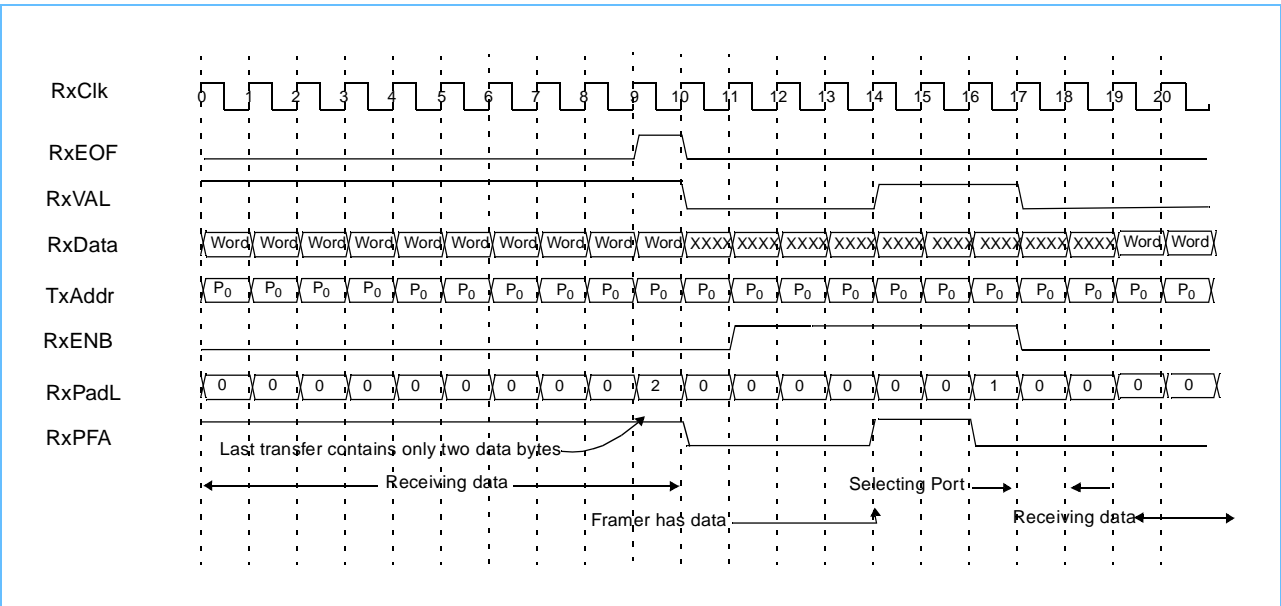 RxClk
0 1 2 3 4 5 6 7 8 9 10 11 12 13 14 15 16 17 18 19 20
RxEOF
RxVAL
RxData
Word Word Word Word Word Word Word Word Word Word XXXX XXXX XXXX XXXX XXXX XXXX XXXX XXXX XXXX Word Word
TxAddr
P0 P0 P0 P0 P0 P0 P0 P0 P0 P0 P0 P0 P0 P0 P0 P0 P0 P0 P0 P0 P0
RxENB
RxPadL
0 0 0 0 0 0 0 0 0 2 0 0 0 0 0 0 1 0 0 0 0
RxPFA
Last transfer contains only two data bytes
Receiving data
Selecting Port
Framer has data
Receiving data